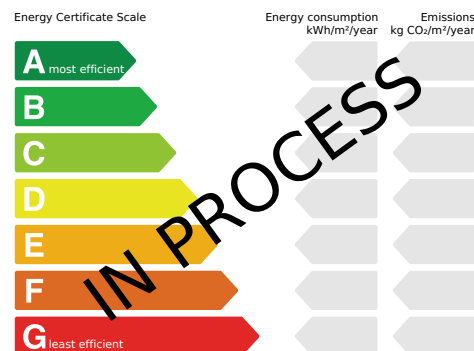 Energy Certificate Scale
Energy consumption
kWh/m²/year
Emissions
kg CO₂/m²/year
A most efficient
B
C
D
E
F
G least efficient
IN PROCESS